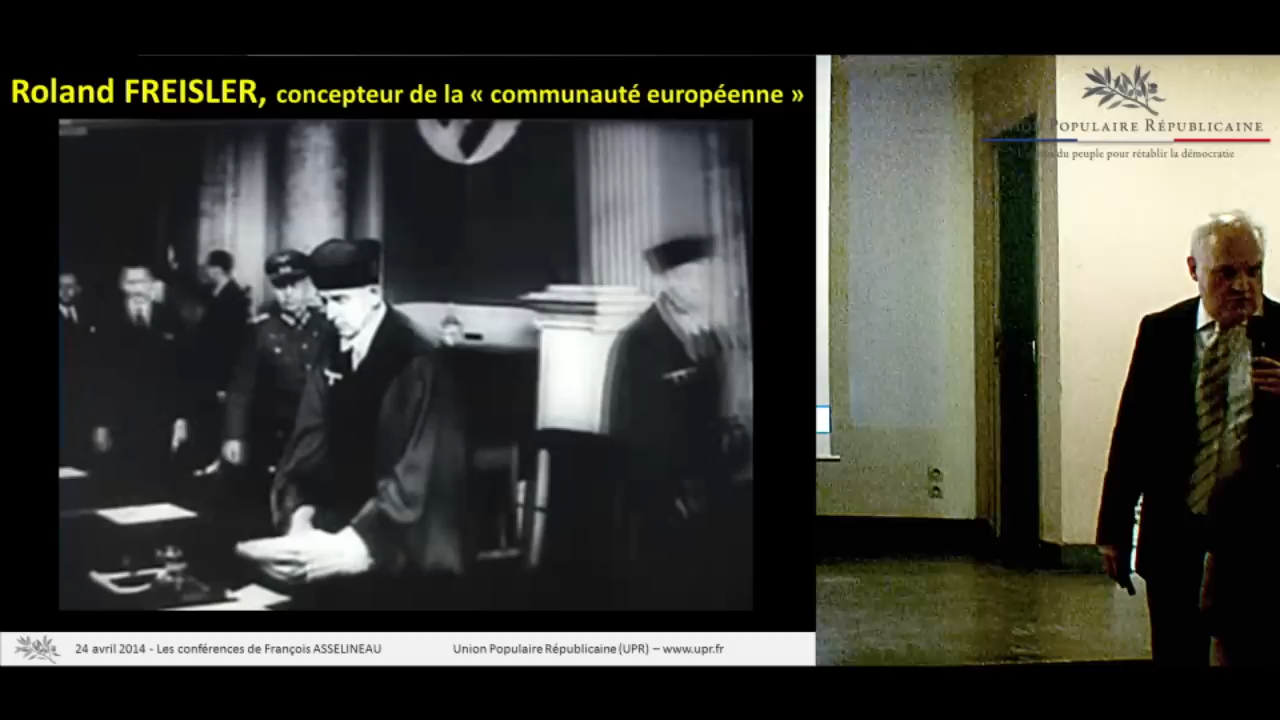 Roland FREISLER, concepteur de la « communauté européenne »
POPULAIRE RÉPUBLICAINE
du peuple pour rétablir la démocratie
24 avril 2014 - Les conférences de François ASSELINEAU
Union Populaire Républicaine (UPR) – www.upr.fr